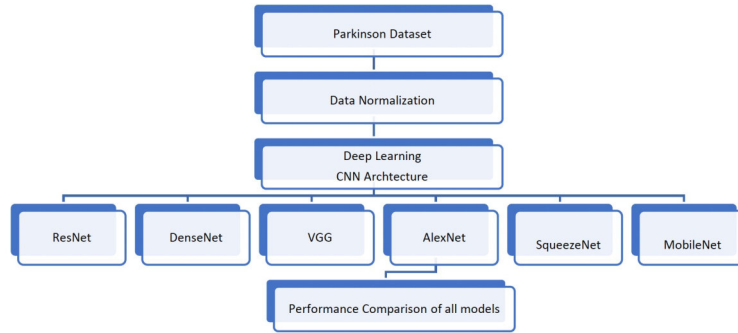 Parkinson Dataset
Data Normalization
Deep Learning
CNN Archtecture
ResNet
DenseNet
VGG
AlexNet
SqueezeNet
MobileNet
Performance Comparison of all models